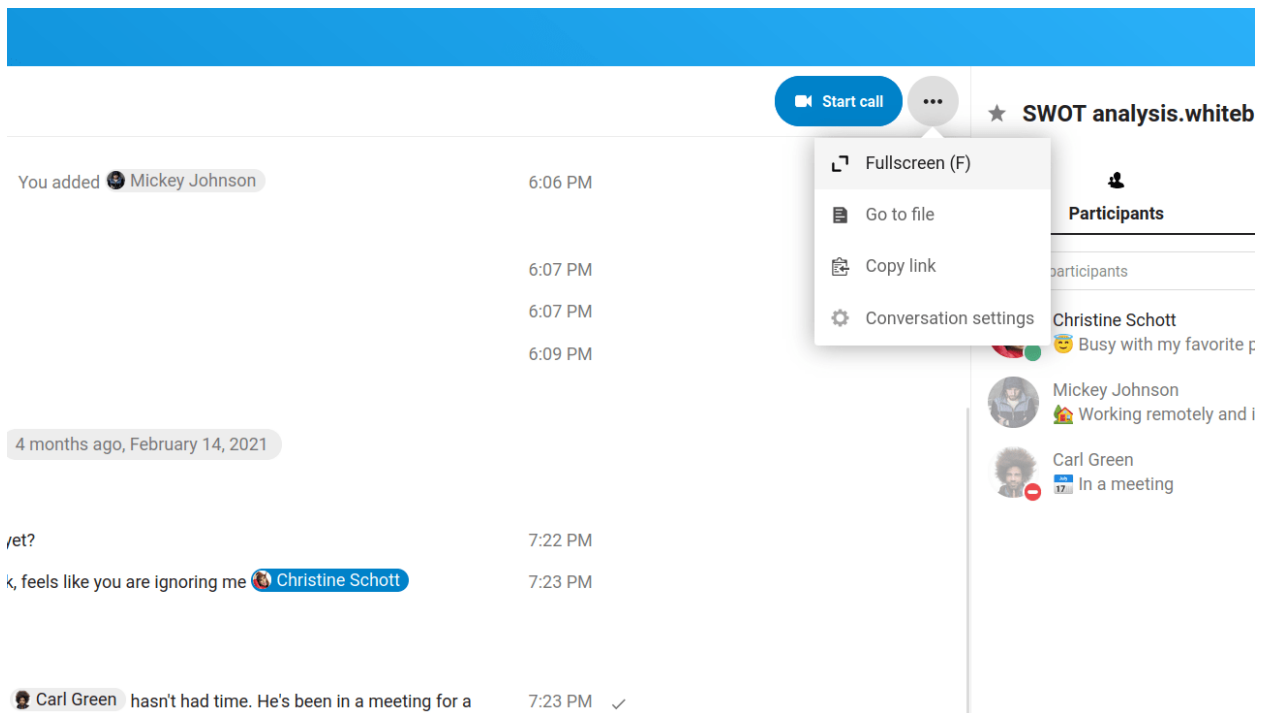 Start call
SWOT analysis.whiteb
You added Mickey Johnson 6:06 PM
Fullscreen (F)
Go to file
Copy link
Conversation settings
Participants
participants
6:07 PM
6:07 PM
6:09 PM
Christine Schott
😇 Busy with my favorite p
Mickey Johnson
🏡 Working remotely and i
Carl Green
📅 In a meeting
4 months ago, February 14, 2021
yet? 7:22 PM
k, feels like you are ignoring me Christine Schott 7:23 PM
Carl Green hasn't had time. He's been in a meeting for a 7:23 PM